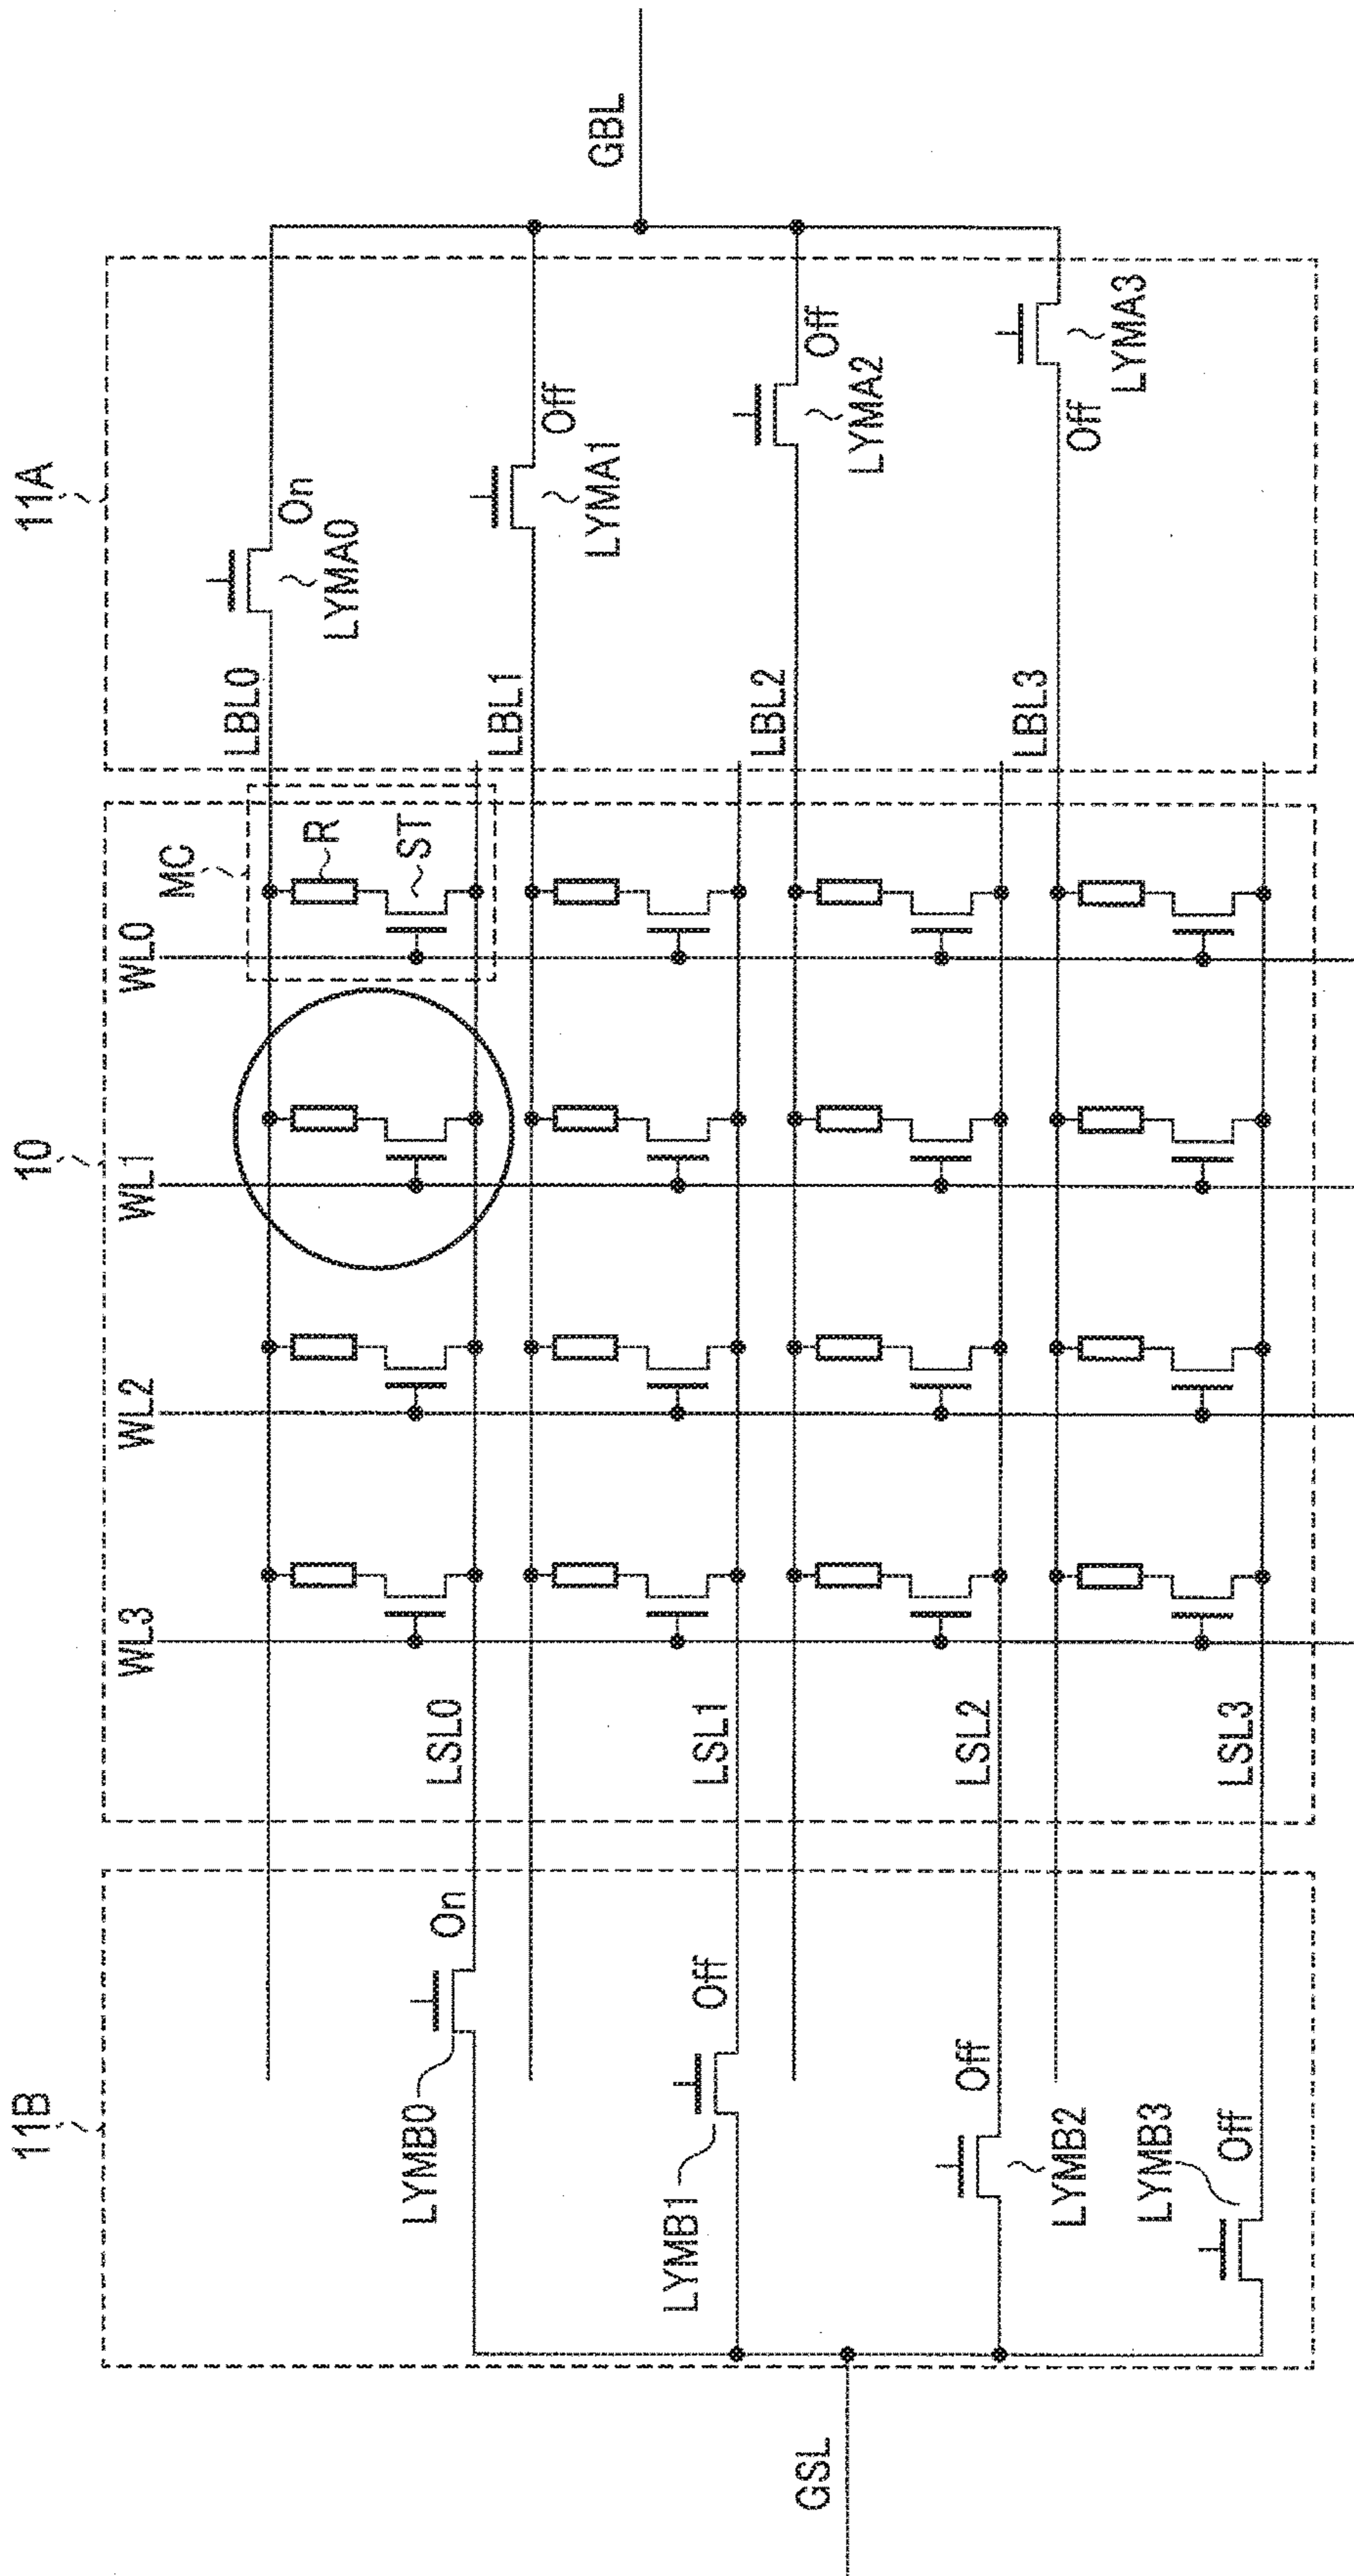 11B
10
11A
WL3
WL2
WL1
WL0
MC
R
ST
LBL0
On
LYMA0
LYMB0
On
LSL0
LBL1
Off
LYMA1
LYMB1
Off
LSL1
GBL
LBL2
Off
LYMA2
GSL
Off
LSL2
LYMB2
LBL3
Off
LYMA3
LYMB3
Off
LSL3